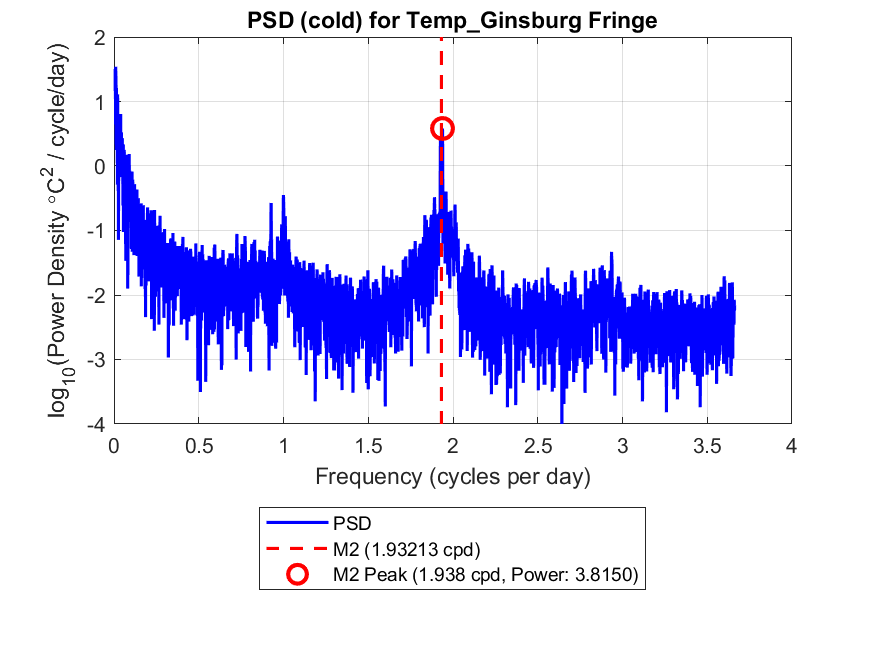 PSD (cold) for Temp_Ginsburg Fringe
log10(Power Density °C2 / cycle/day)
2
1
0
-1
-2
-3
-4
0 0.5 1 1.5 2 2.5 3 3.5 4
Frequency (cycles per day)
PSD
M2 (1.93213 cpd)
M2 Peak (1.938 cpd, Power: 3.8150)